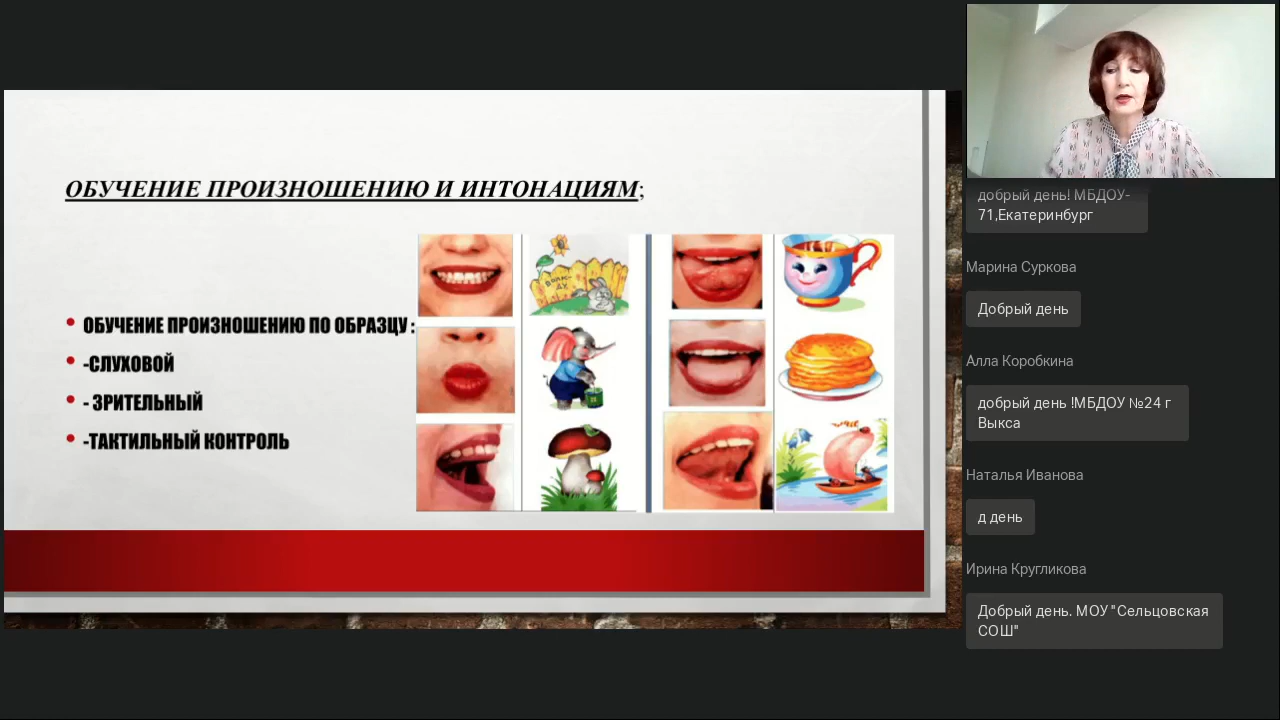 ОБУЧЕНИЕ ПРОИЗНОШЕНИЮ И ИНТОНАЦИЯМ;
ОБУЧЕНИЕ ПРОИЗНОШЕНИЮ ПО ОБРАЗЦУ :
-СЛУХОВОЙ
- ЗРИТЕЛЬНЫЙ
-ТАКТИЛЬНЫЙ КОНТРОЛЬ
добрый день! МБДОУ-
71,Екатеринбург
Марина Суркова
Добрый день
Алла Коробкина
добрый день !МБДОУ №24 г
Выкса
Наталья Иванова
д день
Ирина Кругликова
Добрый день. МОУ "Сельцовская
СОШ"